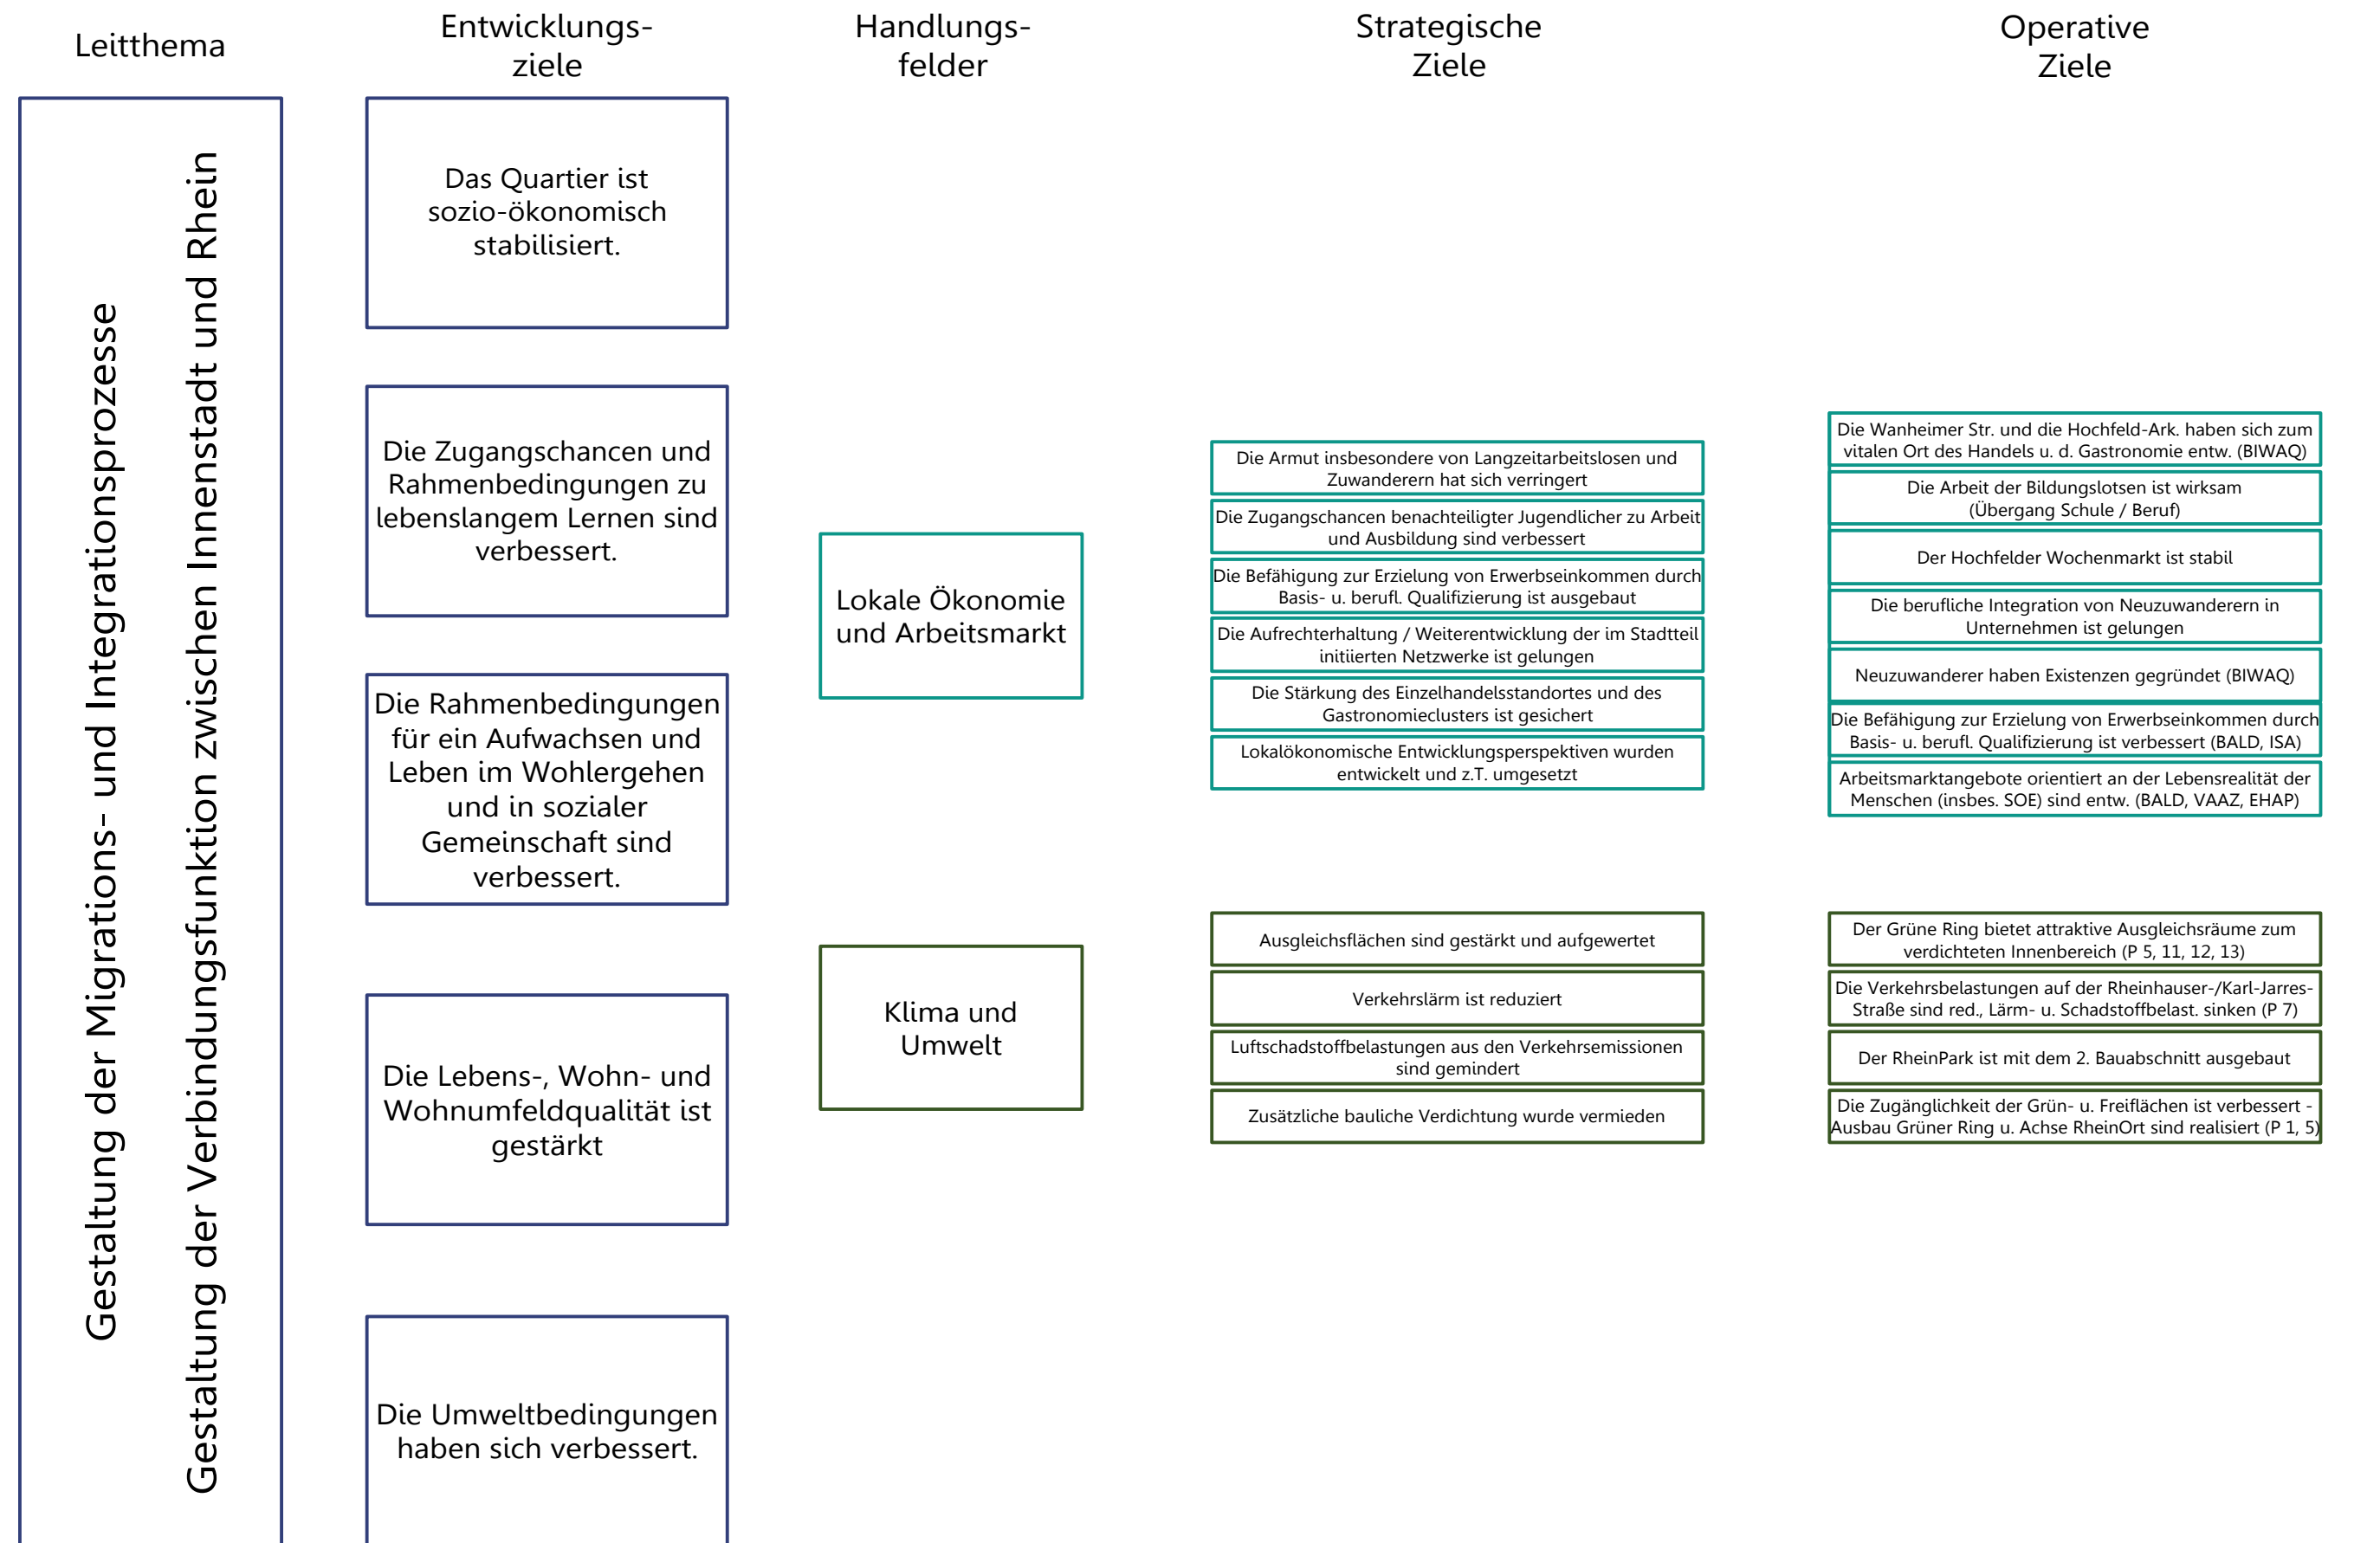 Leitthema
Entwicklungs-
ziele
Handlungs-
felder
Strategische
Ziele
Operative
Ziele
Gestaltung der Migrations- und Integrationsprozesse
Gestaltung der Verbindungsfunktion zwischen Innenstadt und Rhein
Das Quartier ist
sozio-ökonomisch
stabilisiert.
Die Zugangschancen und
Rahmenbedingungen zu
lebenslangem Lernen sind
verbessert.
Die Rahmenbedingungen
für ein Aufwachsen und
Leben im Wohlergehen
und in sozialer
Gemeinschaft sind
verbessert.
Die Lebens-, Wohn- und
Wohnumfeldqualität ist
gestärkt
Die Umweltbedingungen
haben sich verbessert.
Lokale Ökonomie
und Arbeitsmarkt
Klima und
Umwelt
Die Armut insbesondere von Langzeitarbeitslosen und
Zuwanderern hat sich verringert
Die Zugangschancen benachteiligter Jugendlicher zu Arbeit
und Ausbildung sind verbessert
Die Befähigung zur Erzielung von Erwerbseinkommen durch
Basis- u. berufl. Qualifizierung ist ausgebaut
Die Aufrechterhaltung / Weiterentwicklung der im Stadtteil
initiierten Netzwerke ist gelungen
Die Stärkung des Einzelhandelsstandortes und des
Gastronomieclusters ist gesichert
Lokalökonomische Entwicklungsperspektiven wurden
entwickelt und z.T. umgesetzt
Ausgleichsflächen sind gestärkt und aufgewertet
Verkehrslärm ist reduziert
Luftschadstoffbelastungen aus den Verkehrsemissionen
sind gemindert
Zusätzliche bauliche Verdichtung wurde vermieden
Die Wanheimer Str. und die Hochfeld-Ark. haben sich zum
vitalen Ort des Handels u. d. Gastronomie entw. (BIWAQ)
Die Arbeit der Bildungslotsen ist wirksam
(Übergang Schule / Beruf)
Der Hochfelder Wochenmarkt ist stabil
Die berufliche Integration von Neuzuwanderern in
Unternehmen ist gelungen
Neuzuwanderer haben Existenzen gegründet (BIWAQ)
Die Befähigung zur Erzielung von Erwerbseinkommen durch
Basis- u. berufl. Qualifizierung ist verbessert (BALD, ISA)
Arbeitsmarktangebote orientiert an der Lebensrealität der
Menschen (insbes. SOE) sind entw. (BALD, VAAZ, EHAP)
Der Grüne Ring bietet attraktive Ausgleichsräume zum
verdichteten Innenbereich (P 5, 11, 12, 13)
Die Verkehrsbelastungen auf der Rheinhauser-/Karl-Jarres-
Straße sind red., Lärm- u. Schadstoffbelast. sinken (P 7)
Der RheinPark ist mit dem 2. Bauabschnitt ausgebaut
Die Zugänglichkeit der Grün- u. Freiflächen ist verbessert -
Ausbau Grüner Ring u. Achse RheinOrt sind realisiert (P 1, 5)